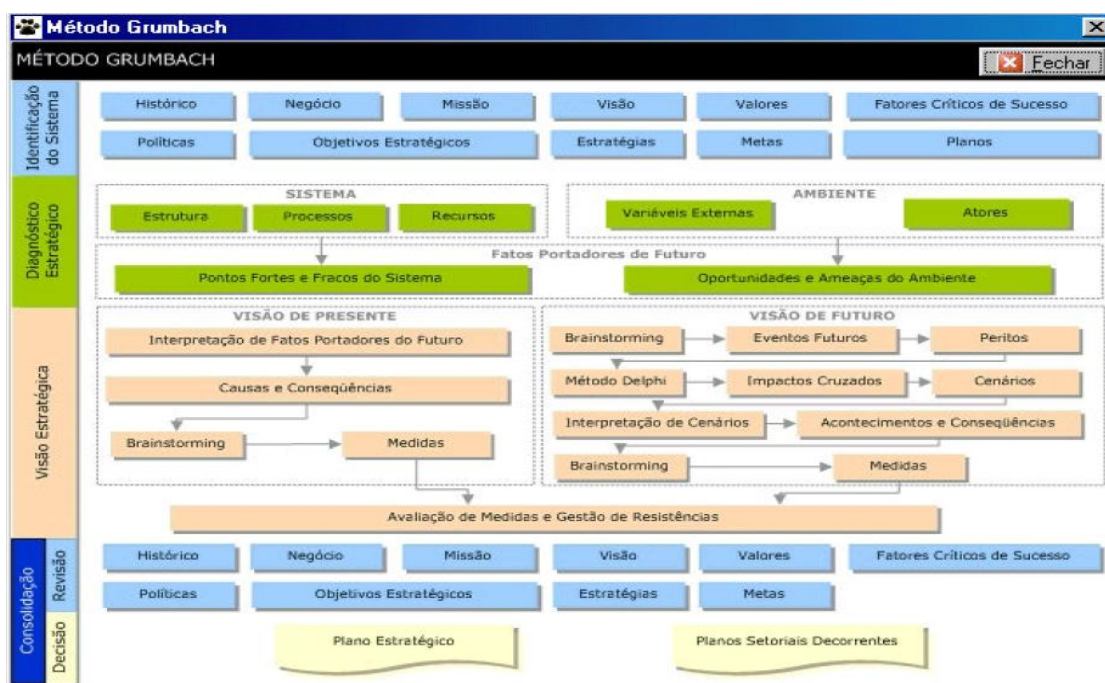 Método Grumbach
MÉTODO GRUMBACH
Fechar
Identificação
do Sistema
Histórico
Negócio
Missão
Visão
Valores
Fatores Críticos de Sucesso
Políticas
Objetivos Estratégicos
Estratégias
Metas
Planos
Diagnóstico
Estratégico
SISTEMA
Estrutura
Processos
Recursos
AMBIENTE
Variáveis Externas
Atores
Fatos Portadores de Futuro
Pontos Fortes e Fracos do Sistema
Oportunidades e Ameaças do Ambiente
Visão Estratégica
VISÃO DE PRESENTE
Interpretação de Fatos Portadores do Futuro
Causas e Conseqüências
Brainstorming
Medidas
VISÃO DE FUTURO
Brainstorming
Eventos Futuros
Peritos
Método Delphi
Impactos Cruzados
Cenários
Interpretação de Cenários
Acontecimentos e Conseqüências
Brainstorming
Medidas
Avaliação de Medidas e Gestão de Resistências
Consolidação
Revisão
Histórico
Negócio
Missão
Visão
Valores
Fatores Críticos de Sucesso
Políticas
Objetivos Estratégicos
Estratégias
Metas
Decisão
Plano Estratégico
Planos Setoriais Decorrentes